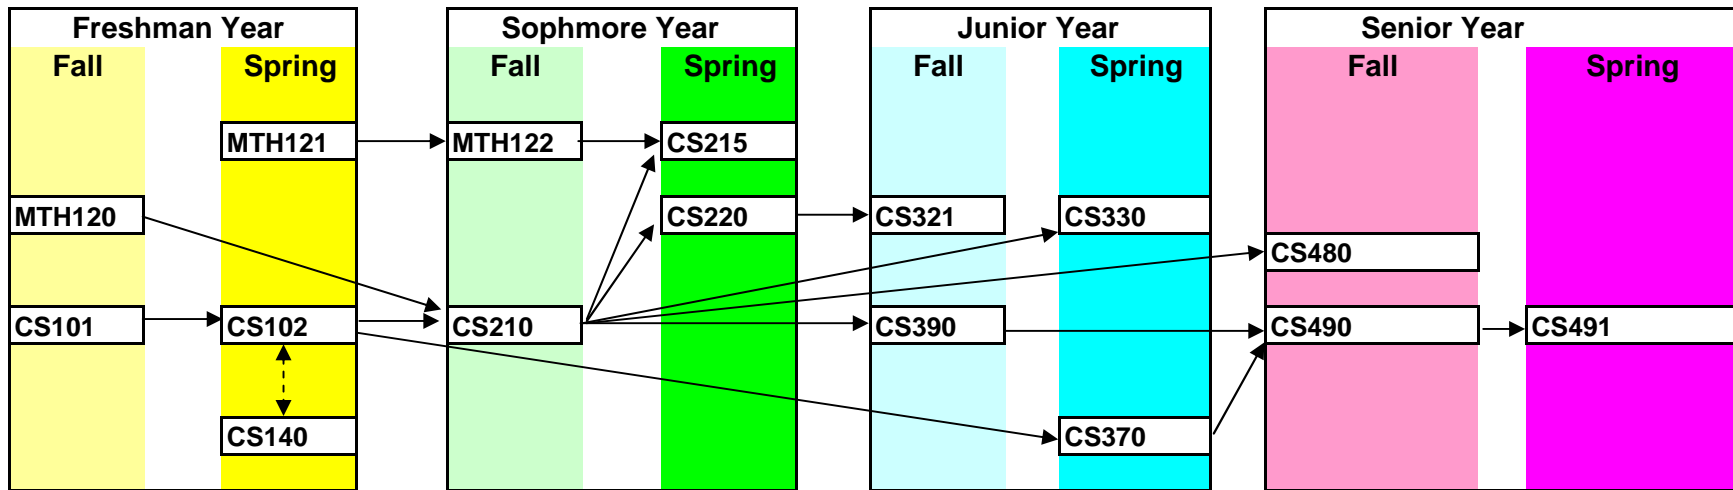 Freshman Year Sophmore Year Junior Year Senior Year
Fall Spring Fall Spring Fall Spring Fall Spring
MTH121 MTH122 CS215
MTH120 CS220 CS321 CS330
CS480
CS101 CS102 CS210 CS390 CS490 CS491
CS140 CS370